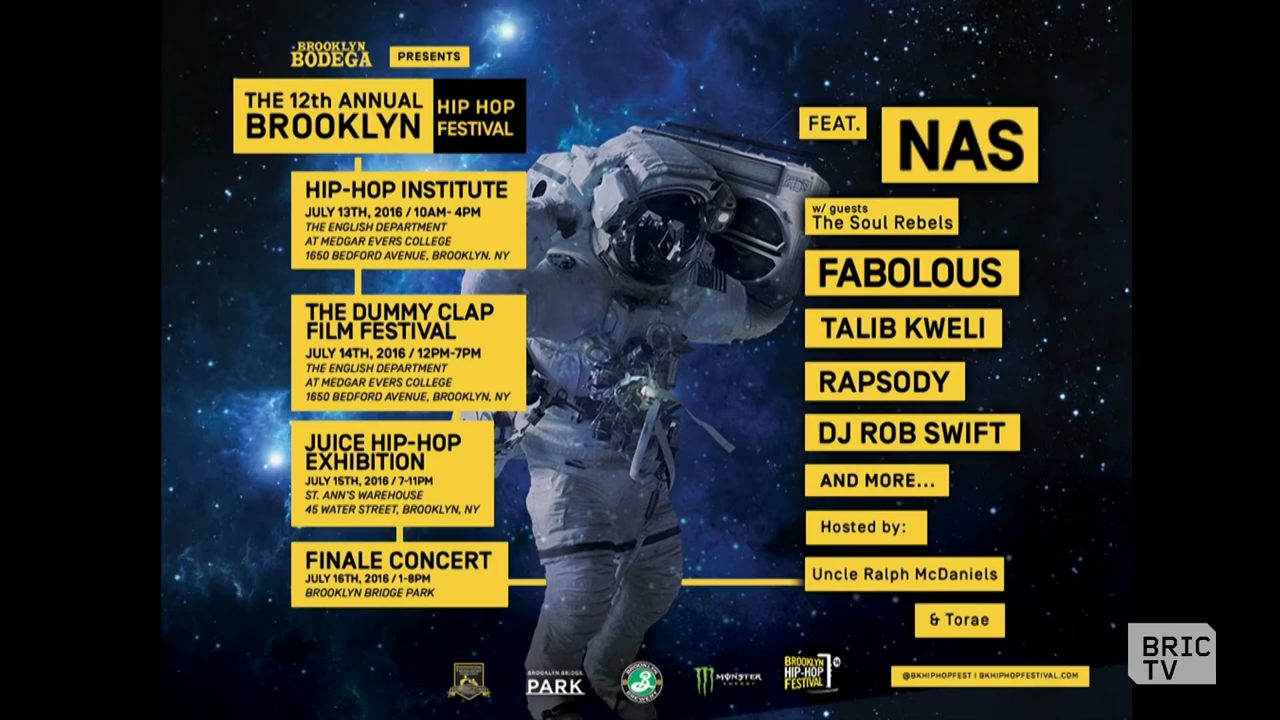 BROOKLYN
BODEGA
PRESENTS
THE 12th ANNUAL
BROOKLYN
HIP HOP
FESTIVAL
HIP-HOP INSTITUTE
JULY 13TH, 2016 / 10AM- 4PM
THE ENGLISH DEPARTMENT
AT MEDGAR EVERS COLLEGE
1650 BEDFORD AVENUE, BROOKLYN. NY
THE DUMMY CLAP
FILM FESTIVAL
JULY 14TH, 2016 / 12PM-7PM
THE ENGLISH DEPARTMENT
AT MEDGAR EVERS COLLEGE
1650 BEDFORD AVENUE, BROOKLYN, NY
JUICE HIP-HOP
EXHIBITION
JULY 15TH, 2016 / 7-11PM
ST. ANN'S WAREHOUSE
45 WATER STREET, BROOKLYN, NY
FINALE CONCERT
JULY 16TH, 2016 / 1-8PM
BROOKLYN BRIDGE PARK
FEAT.
NAS
w/ guests
The Soul Rebels
FABOLOUS
TALIB KWELI
RAPSODY
DJ ROB SWIFT
AND MORE...
Hosted by:
Uncle Ralph McDaniels
& Torae
BROOKLYN BRIDGE
PARK
BROOKLYN
BREWERY
MONSTER
ENERGY
BROOKLYN
HIP-HOP
FESTIVAL
@BKHIPHOPFEST | BKHIPHOPFESTIVAL.COM
BRIC
TV